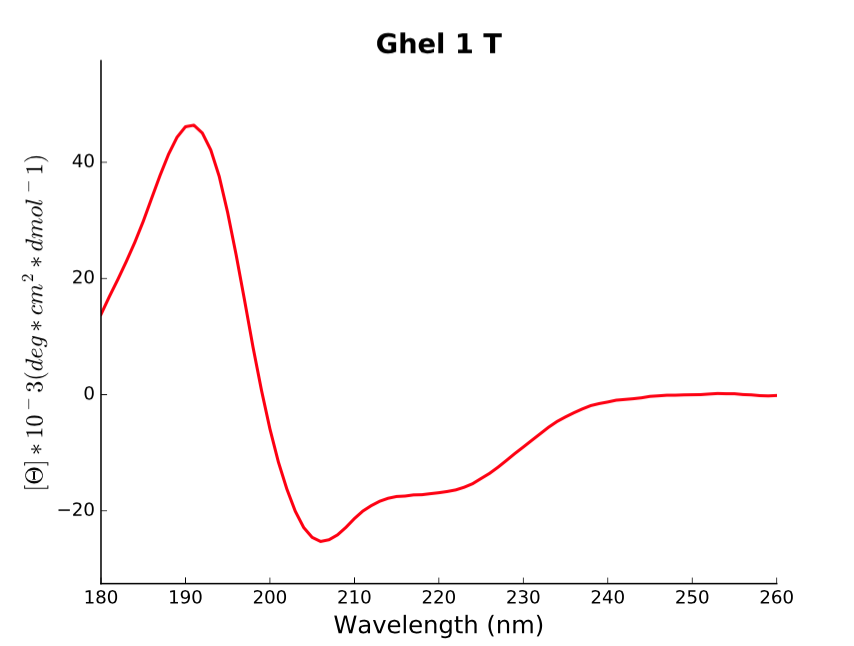 Ghel 1 T
[Θ] * 10⁻3(deg * cm² * dmol⁻1)
40
20
0
−20
180 190 200 210 220 230 240 250 260
Wavelength (nm)